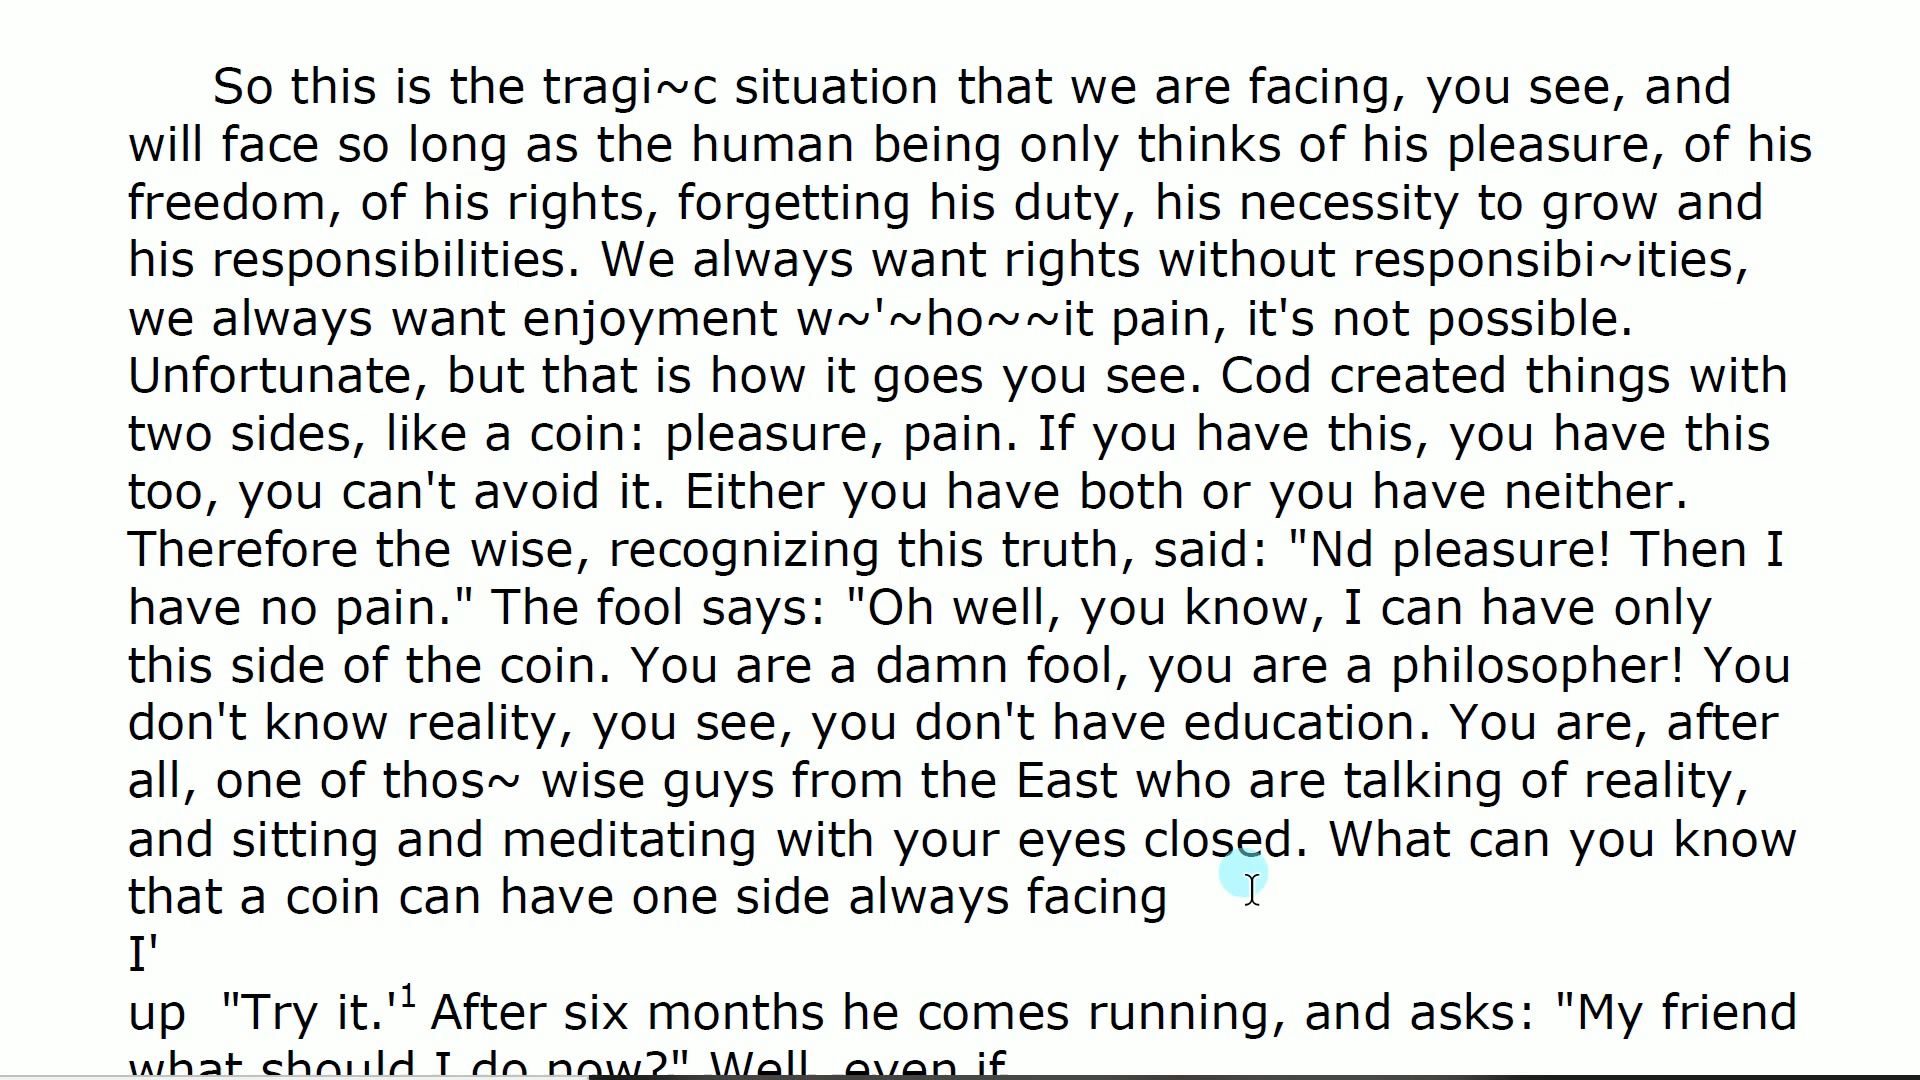 So this is the tragi~c situation that we are facing, you see, and
will face so long as the human being only thinks of his pleasure, of his
freedom, of his rights, forgetting his duty, his necessity to grow and
his responsibilities. We always want rights without responsibi~ities,
we always want enjoyment w~'~ho~~it pain, it's not possible.
Unfortunate, but that is how it goes you see. Cod created things with
two sides, like a coin: pleasure, pain. If you have this, you have this
too, you can't avoid it. Either you have both or you have neither.
Therefore the wise, recognizing this truth, said: "Nd pleasure! Then I
have no pain." The fool says: "Oh well, you know, I can have only
this side of the coin. You are a damn fool, you are a philosopher! You
don't know reality, you see, you don't have education. You are, after
all, one of thos~ wise guys from the East who are talking of reality,
and sitting and meditating with your eyes closed. What can you know
that a coin can have one side always facing
I'
up "Try it.'1 After six months he comes running, and asks: "My friend
what should I do now?" Well, even if